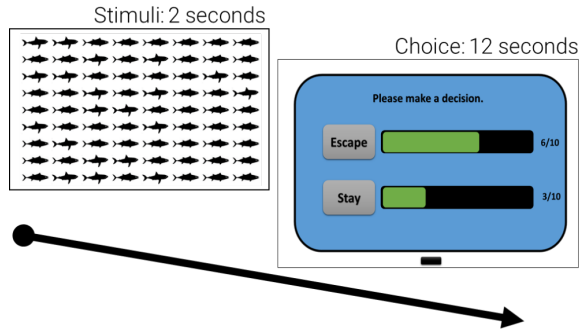 Stimuli: 2 seconds
Choice: 12 seconds
Please make a decision.
Escape
6/10
Stay
3/10